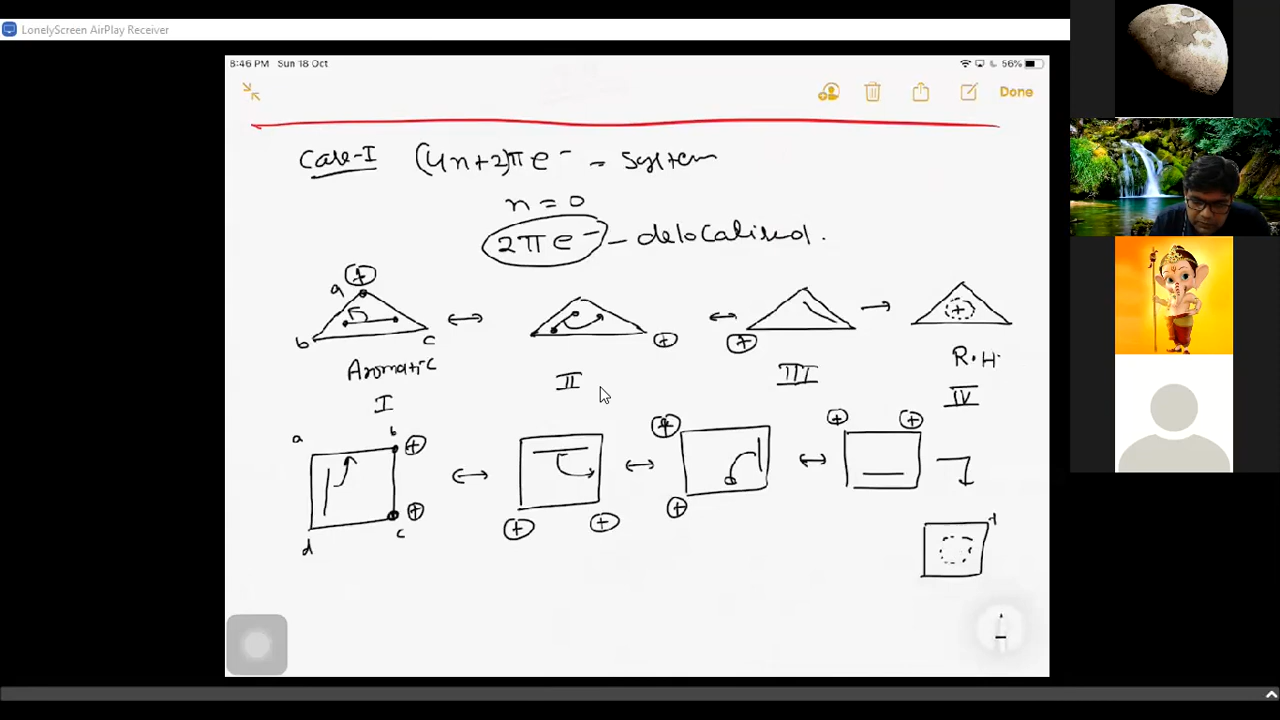 LonelyScreen AirPlay Receiver
8:46 PM Sun 18 Oct
56%
Done
Case-I (4n+2)πe⁻ = System
n = 0
2πe⁻ - delocalised.
+
a
b c
+ + +
Aromatic
R·H·
I II III IV
a b + + + +
d c + + + +
+